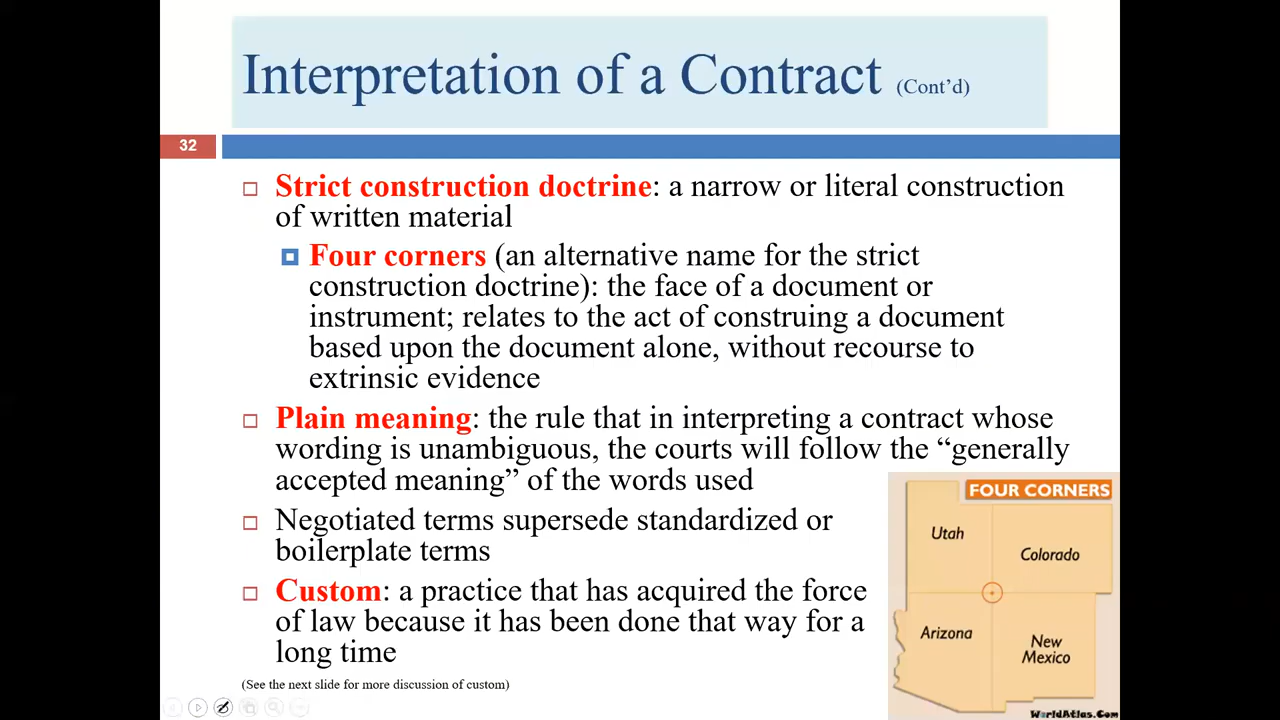 Interpretation of a Contract (Cont’d)
32
Strict construction doctrine: a narrow or literal construction
of written material
Four corners (an alternative name for the strict
construction doctrine): the face of a document or
instrument; relates to the act of construing a document
based upon the document alone, without recourse to
extrinsic evidence
Plain meaning: the rule that in interpreting a contract whose
wording is unambiguous, the courts will follow the “generally
accepted meaning” of the words used
Negotiated terms supersede standardized or
boilerplate terms
Custom: a practice that has acquired the force
of law because it has been done that way for a
long time
(See the next slide for more discussion of custom)
FOUR CORNERS
Utah
Colorado
Arizona
New
Mexico
WorldAtlas.Com